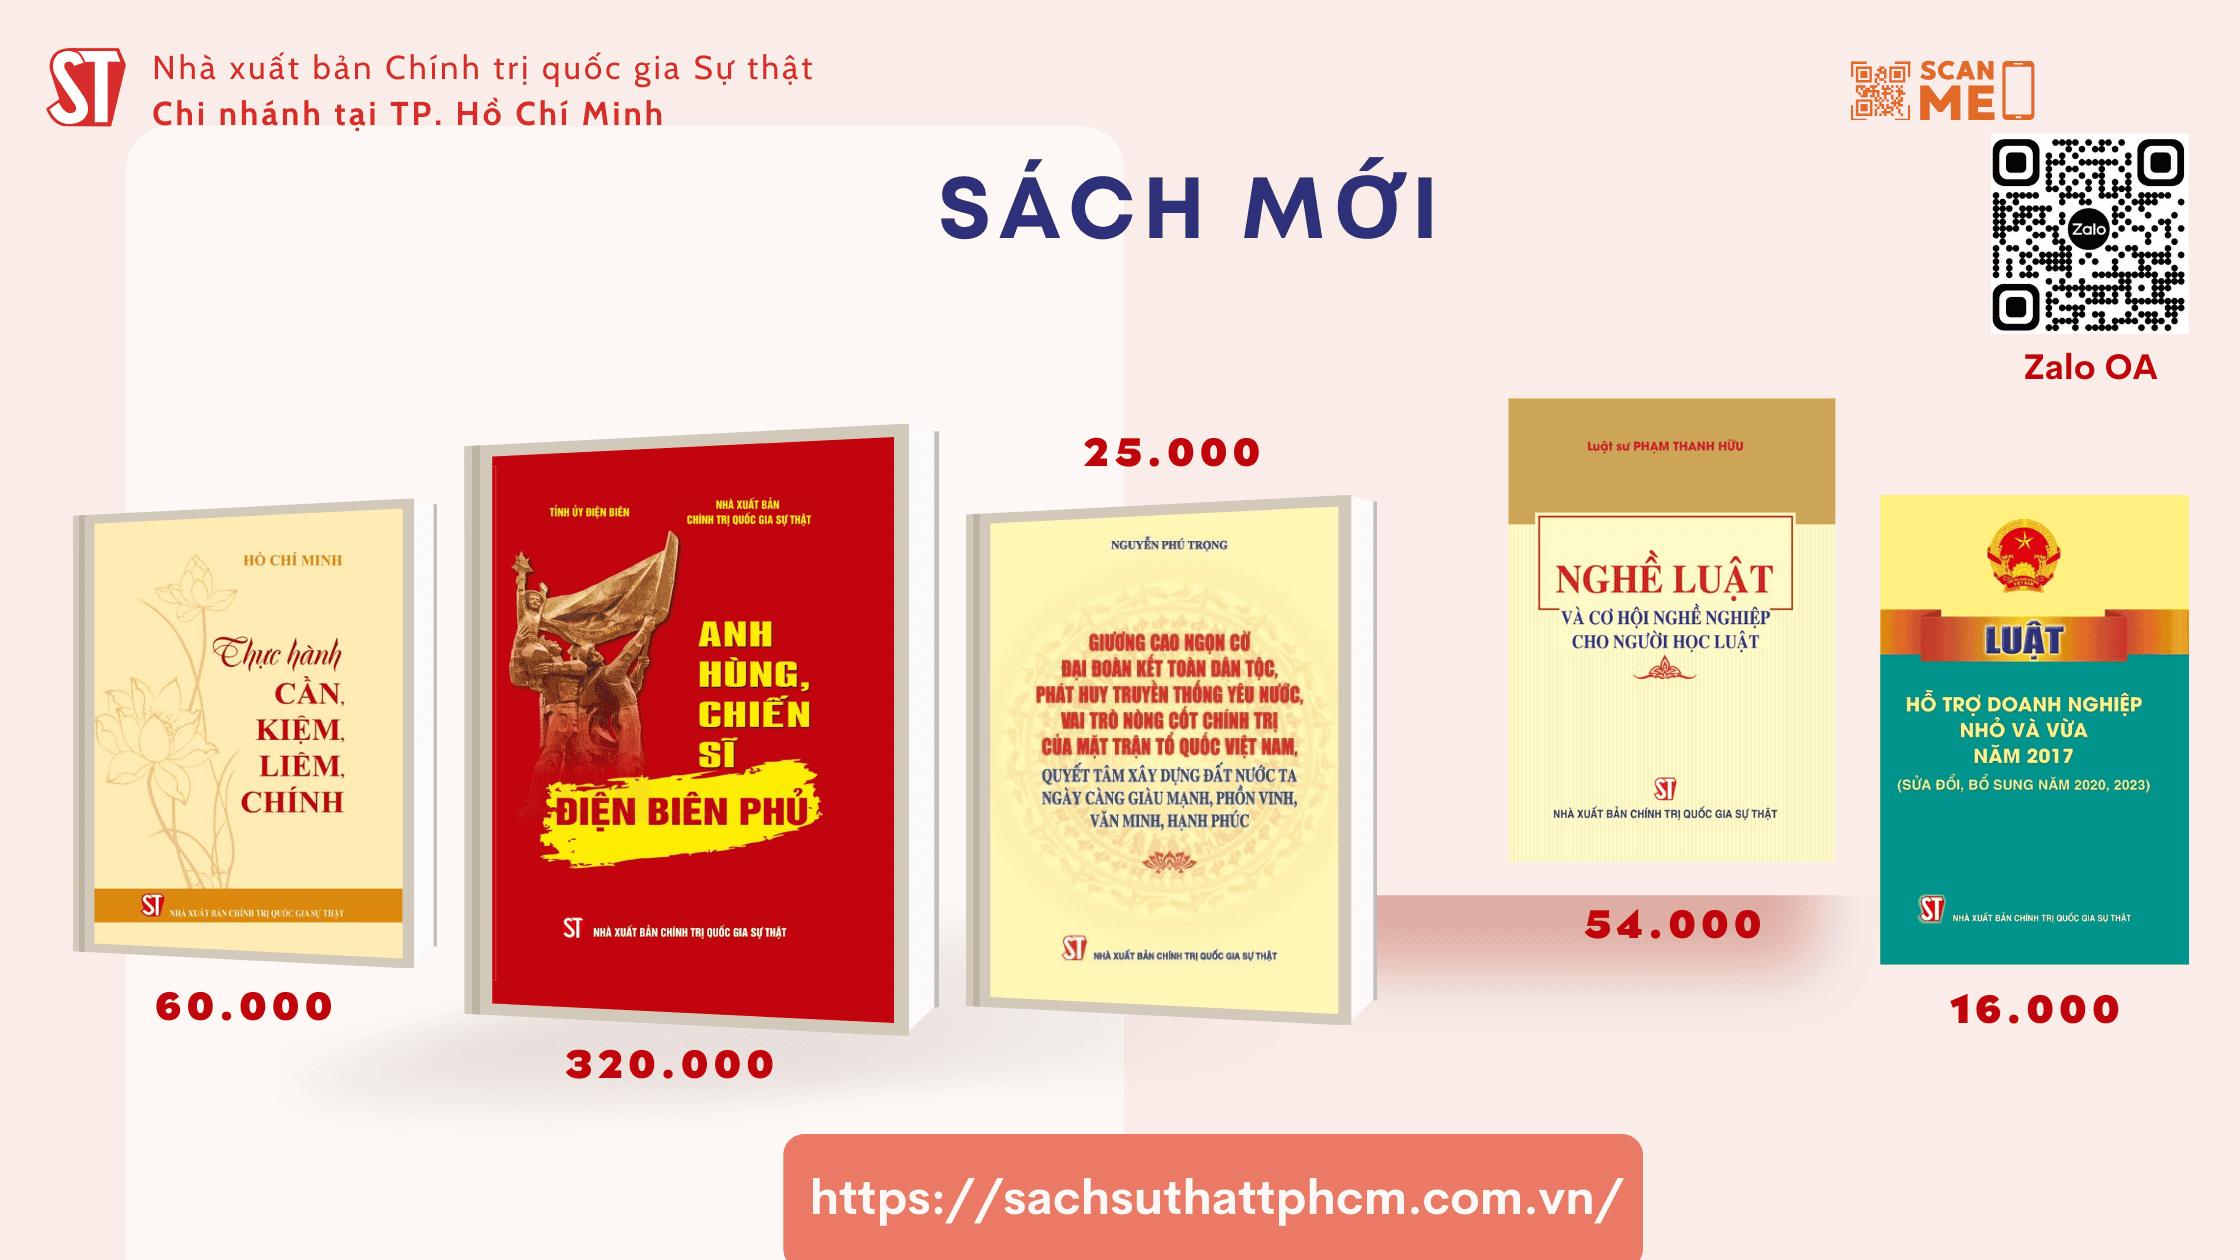 ST
Nhà xuất bản Chính trị quốc gia Sự thật
Chi nhánh tại TP. Hồ Chí Minh
SCAN
ME
SÁCH MỚI
Zalo
Zalo OA
HỒ CHÍ MINH
Thực hành
CẦN,
KIỆM,
LIÊM,
CHÍNH
ST NHÀ XUẤT BẢN CHÍNH TRỊ QUỐC GIA SỰ THẬT
60.000
TỈNH ỦY ĐIỆN BIÊN
NHÀ XUẤT BẢN
CHÍNH TRỊ QUỐC GIA SỰ THẬT
ANH
HÙNG,
CHIẾN
SĨ
ĐIỆN BIÊN PHỦ
ST NHÀ XUẤT BẢN CHÍNH TRỊ QUỐC GIA SỰ THẬT
320.000
25.000
NGUYỄN PHÚ TRỌNG
GIƯƠNG CAO NGỌN CỜ
ĐẠI ĐOÀN KẾT TOÀN DÂN TỘC,
PHÁT HUY TRUYỀN THỐNG YÊU NƯỚC,
VAI TRÒ NÒNG CỐT CHÍNH TRỊ
CỦA MẶT TRẬN TỔ QUỐC VIỆT NAM,
QUYẾT TÂM XÂY DỰNG ĐẤT NƯỚC TA
NGÀY CÀNG GIÀU MẠNH, PHỒN VINH,
VĂN MINH, HẠNH PHÚC
ST NHÀ XUẤT BẢN CHÍNH TRỊ QUỐC GIA SỰ THẬT
Luật sư PHẠM THANH HỮU
NGHỀ LUẬT
VÀ CƠ HỘI NGHỀ NGHIỆP
CHO NGƯỜI HỌC LUẬT
ST
NHÀ XUẤT BẢN CHÍNH TRỊ QUỐC GIA SỰ THẬT
54.000
LUẬT
HỖ TRỢ DOANH NGHIỆP
NHỎ VÀ VỪA
NĂM 2017
(SỬA ĐỔI, BỔ SUNG NĂM 2020, 2023)
ST NHÀ XUẤT BẢN CHÍNH TRỊ QUỐC GIA SỰ THẬT
16.000
https://sachsuthattphcm.com.vn/